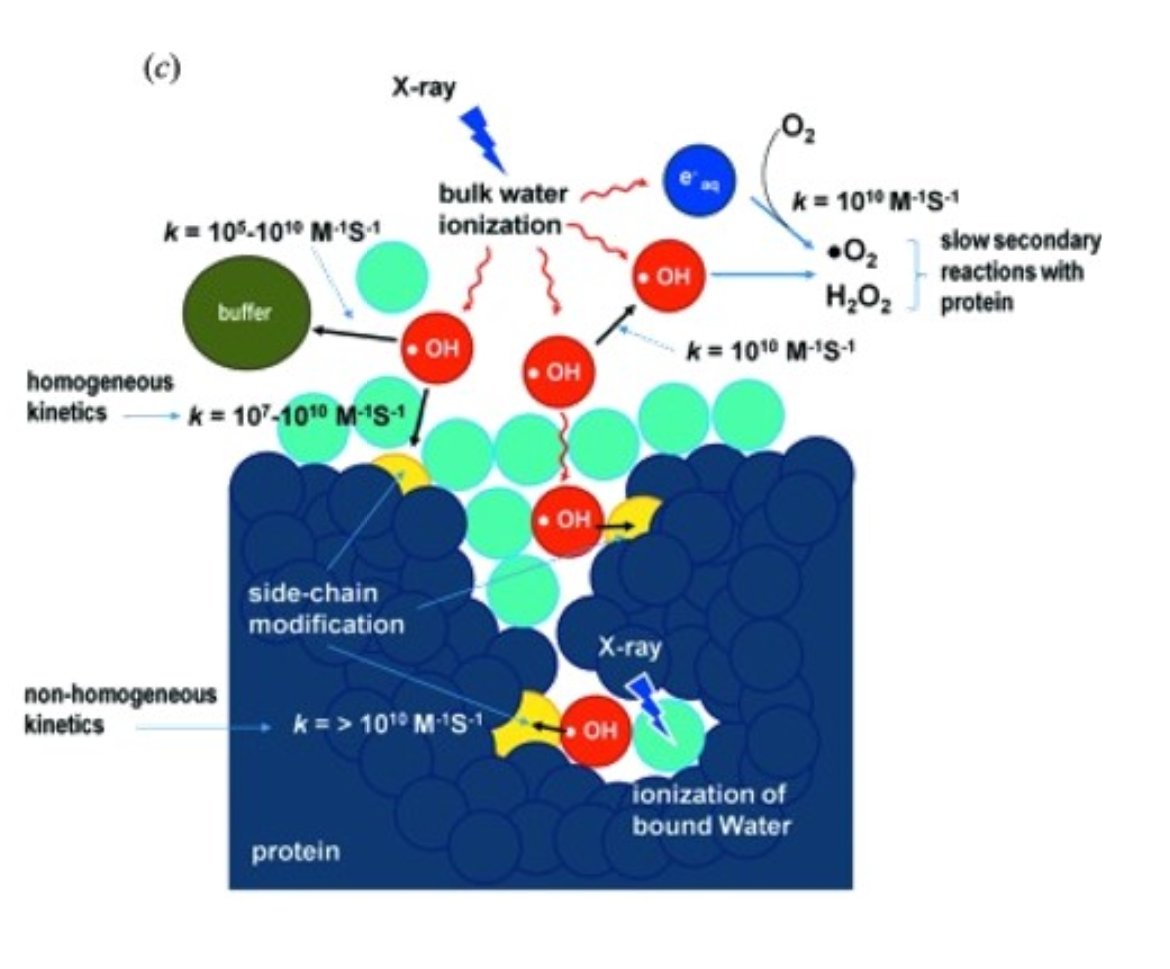 (c)
X-ray
O₂
e⁻aq
bulk water
ionization
k = 10¹⁰ M⁻¹S⁻¹
k = 10⁵-10¹⁰ M⁻¹S⁻¹
•O₂
H₂O₂
slow secondary
reactions with
protein
• OH
buffer
• OH
• OH
k = 10¹⁰ M⁻¹S⁻¹
homogeneous
kinetics
k = 10⁷-10¹⁰ M⁻¹S⁻¹
• OH
side-chain
modification
X-ray
non-homogeneous
kinetics
k = > 10¹⁰ M⁻¹S⁻¹
• OH
ionization of
bound Water
protein